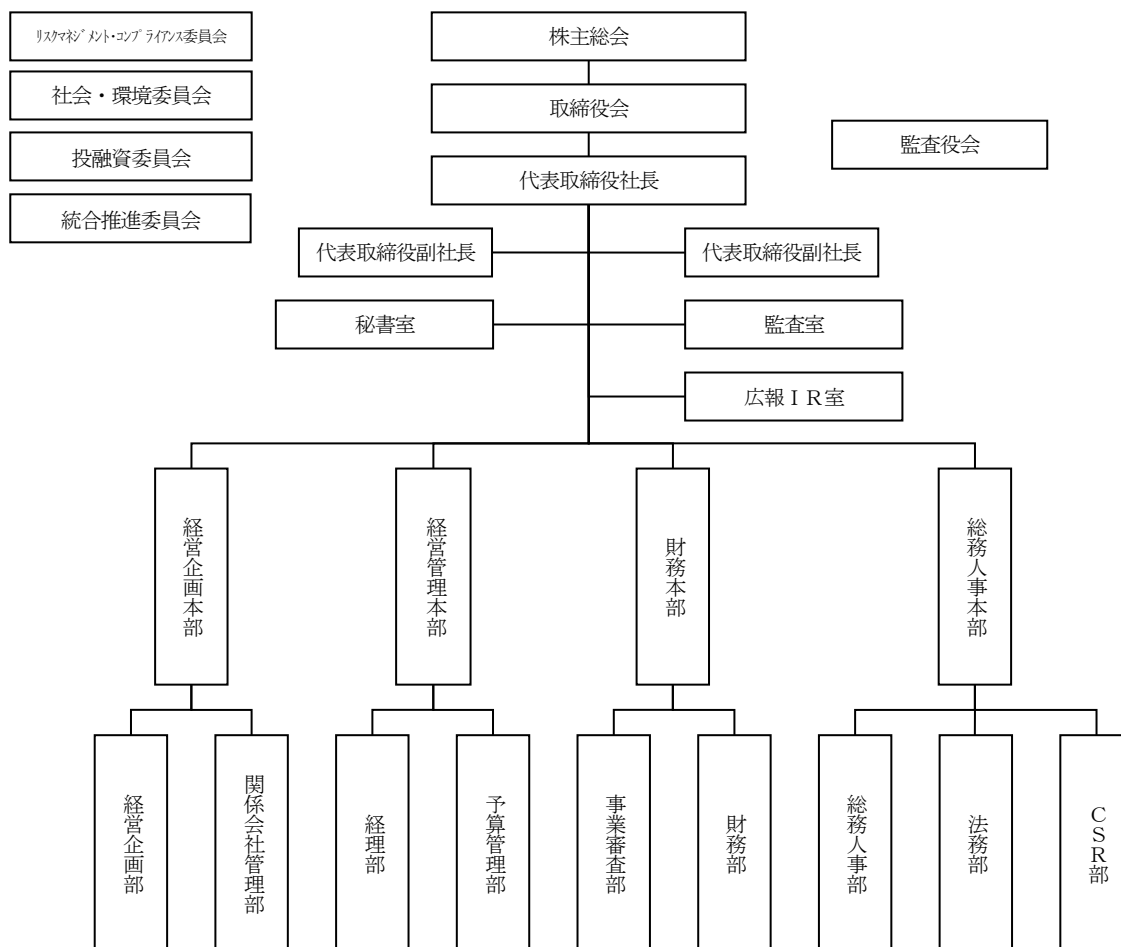 リスクマネジメント・コンプライアンス委員会
社会・環境委員会
投融資委員会
統合推進委員会
株主総会
取締役会
代表取締役社長
監査役会
代表取締役副社長
代表取締役副社長
秘書室
監査室
広報ＩＲ室
経営企画本部
経営管理本部
財務本部
総務人事本部
経営企画部
関係会社管理部
経理部
予算管理部
事業審査部
財務部
総務人事部
法務部
ＣＳＲ部